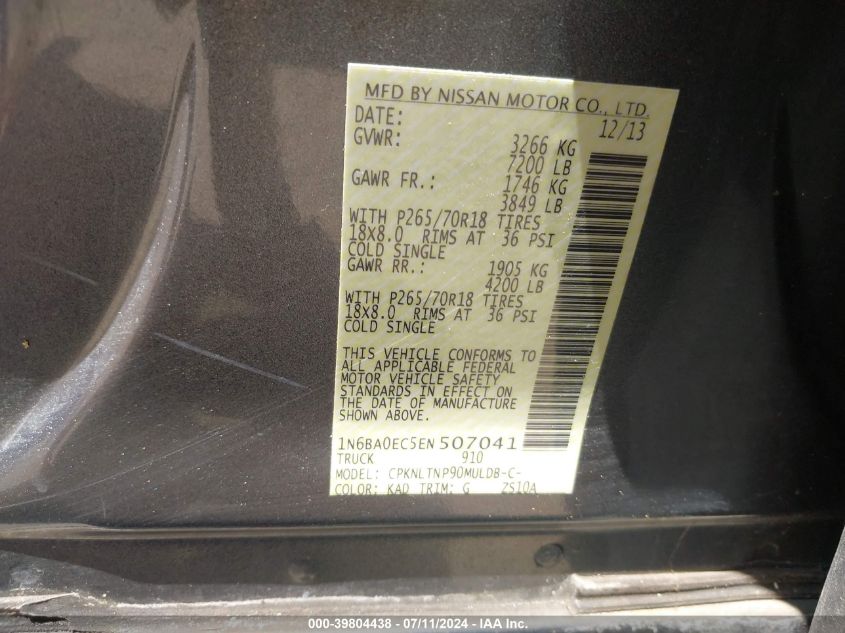 MFD BY NISSAN MOTOR CO., LTD.
DATE: 12/13
GVWR: 3266 KG
7200 LB
GAWR FR.: 1746 KG
3849 LB
WITH P265/70R18 TIRES
18X8.0 RIMS AT 36 PSI
COLD SINGLE
GAWR RR.: 1905 KG
4200 LB
WITH P265/70R18 TIRES
18X8.0 RIMS AT 36 PSI
COLD SINGLE
THIS VEHICLE CONFORMS TO
ALL APPLICABLE FEDERAL
MOTOR VEHICLE SAFETY
STANDARDS IN EFFECT ON
THE DATE OF MANUFACTURE
SHOWN ABOVE.
1N6BA0EC5EN507041
TRUCK 910
MODEL: CPKNLTNP90MULDB-C-
COLOR: KAD TRIM: G ZS10A
000-39804438 - 07/11/2024 - IAA Inc.